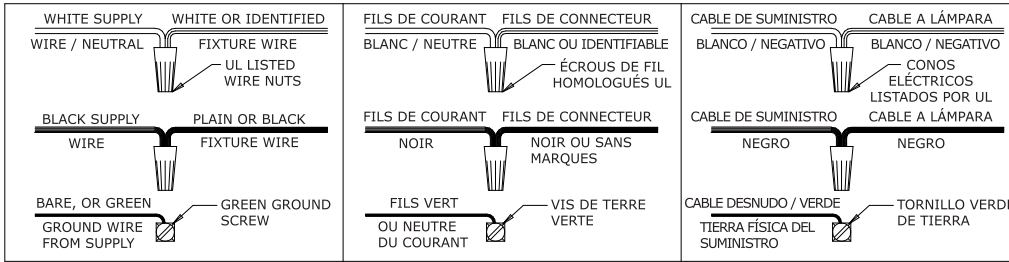 WHITE SUPPLY WHITE OR IDENTIFIED
WIRE / NEUTRAL FIXTURE WIRE
UL LISTED
WIRE NUTS
BLACK SUPPLY PLAIN OR BLACK
WIRE FIXTURE WIRE
BARE, OR GREEN
GROUND WIRE
FROM SUPPLY
GREEN GROUND
SCREW
FILS DE COURANT FILS DE CONNECTEUR
BLANC / NEUTRE BLANC OU IDENTIFIABLE
ÉCROUS DE FIL
HOMOLOGUÉS UL
FILS DE COURANT FILS DE CONNECTEUR
NOIR NOIR OU SANS
MARQUES
FILS VERT
OU NEUTRE
DU COURANT
VIS DE TERRE
VERTE
CABLE DE SUMINISTRO CABLE A LÁMPARA
BLANCO / NEGATIVO BLANCO / NEGATIVO
CONOS
ELÉCTRICOS
LISTADOS POR UL
CABLE DE SUMINISTRO CABLE A LÁMPARA
NEGRO NEGRO
CABLE DESNUDO / VERDE
TIERRA FÍSICA DEL
SUMINISTRO
TORNILLO VERDE
DE TIERRA